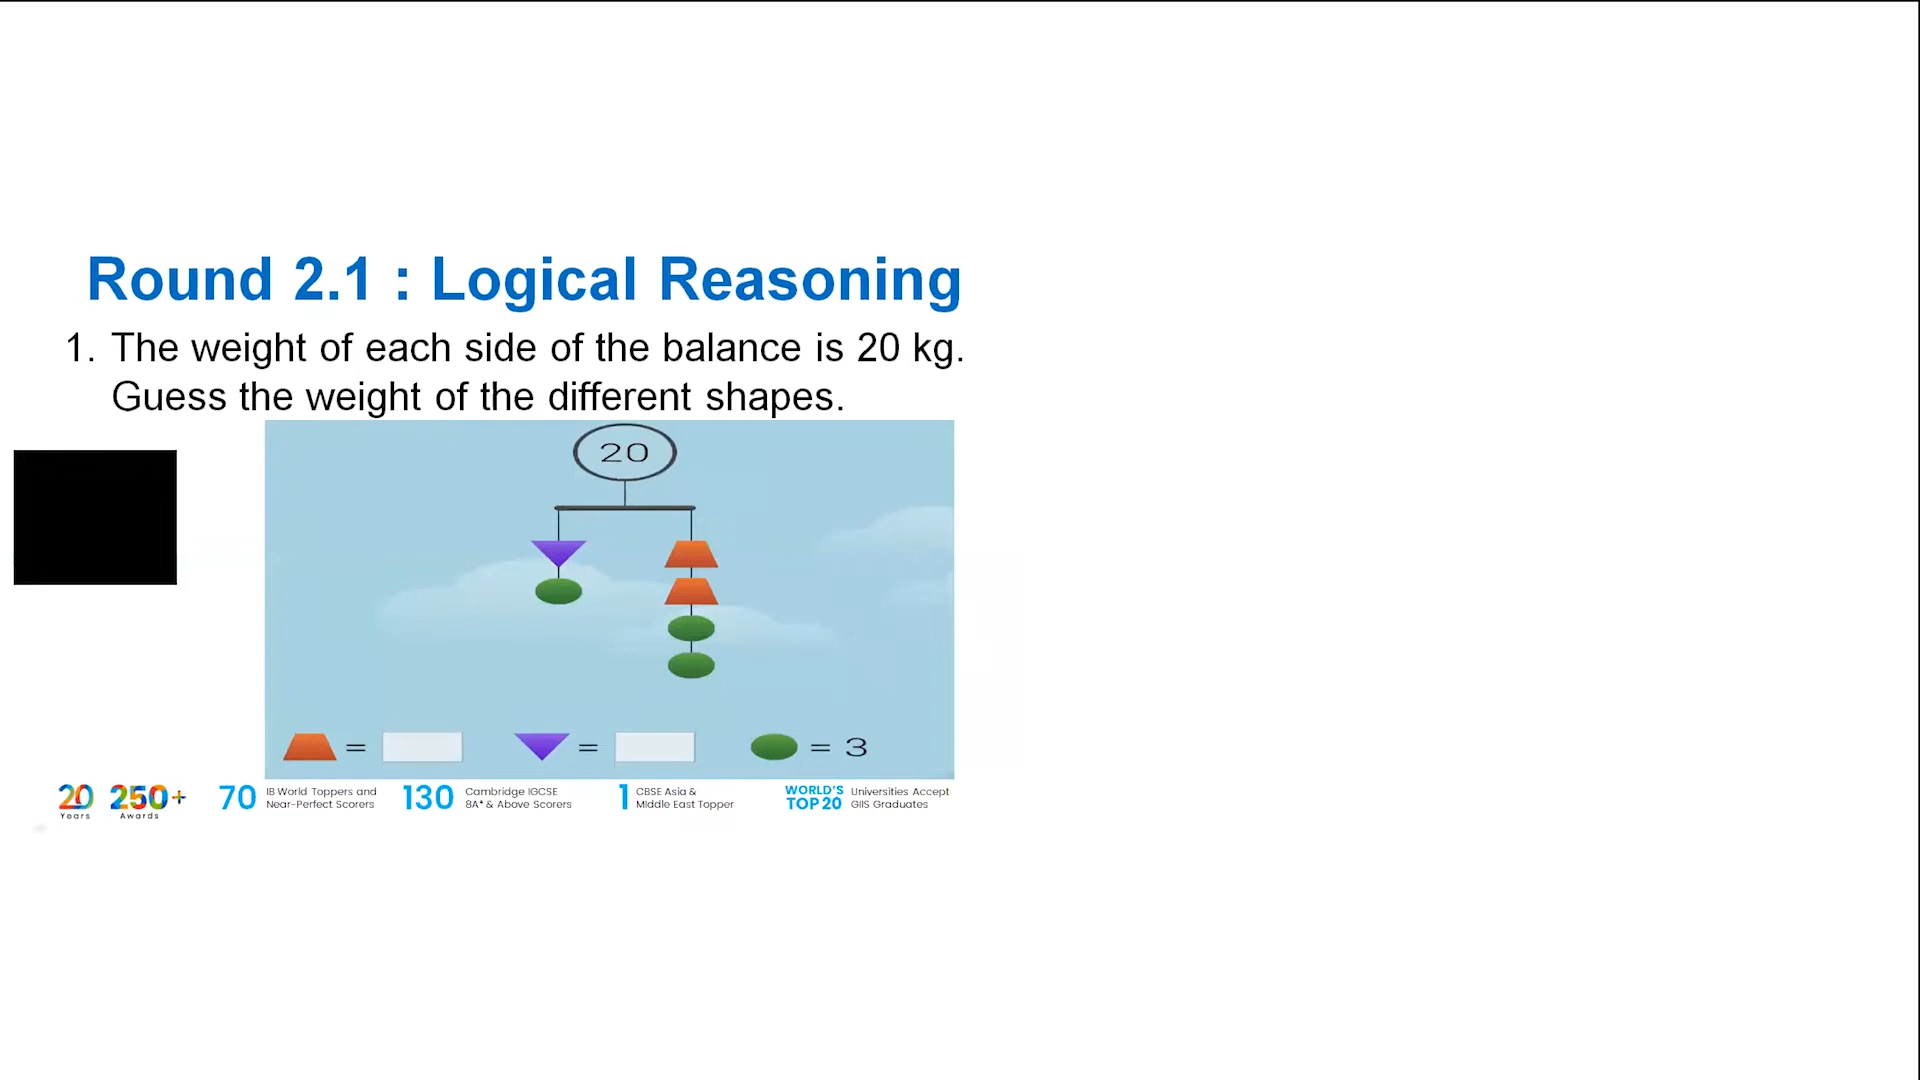 Round 2.1 : Logical Reasoning
1. The weight of each side of the balance is 20 kg.
Guess the weight of the different shapes.
20
=
=
= 3
20 Years
250+ Awards
70 IB World Toppers and Near-Perfect Scorers
130 Cambridge IGCSE 8A* & Above Scorers
1 CBSE Asia & Middle East Topper
WORLD'S TOP 20 Universities Accept GIIS Graduates